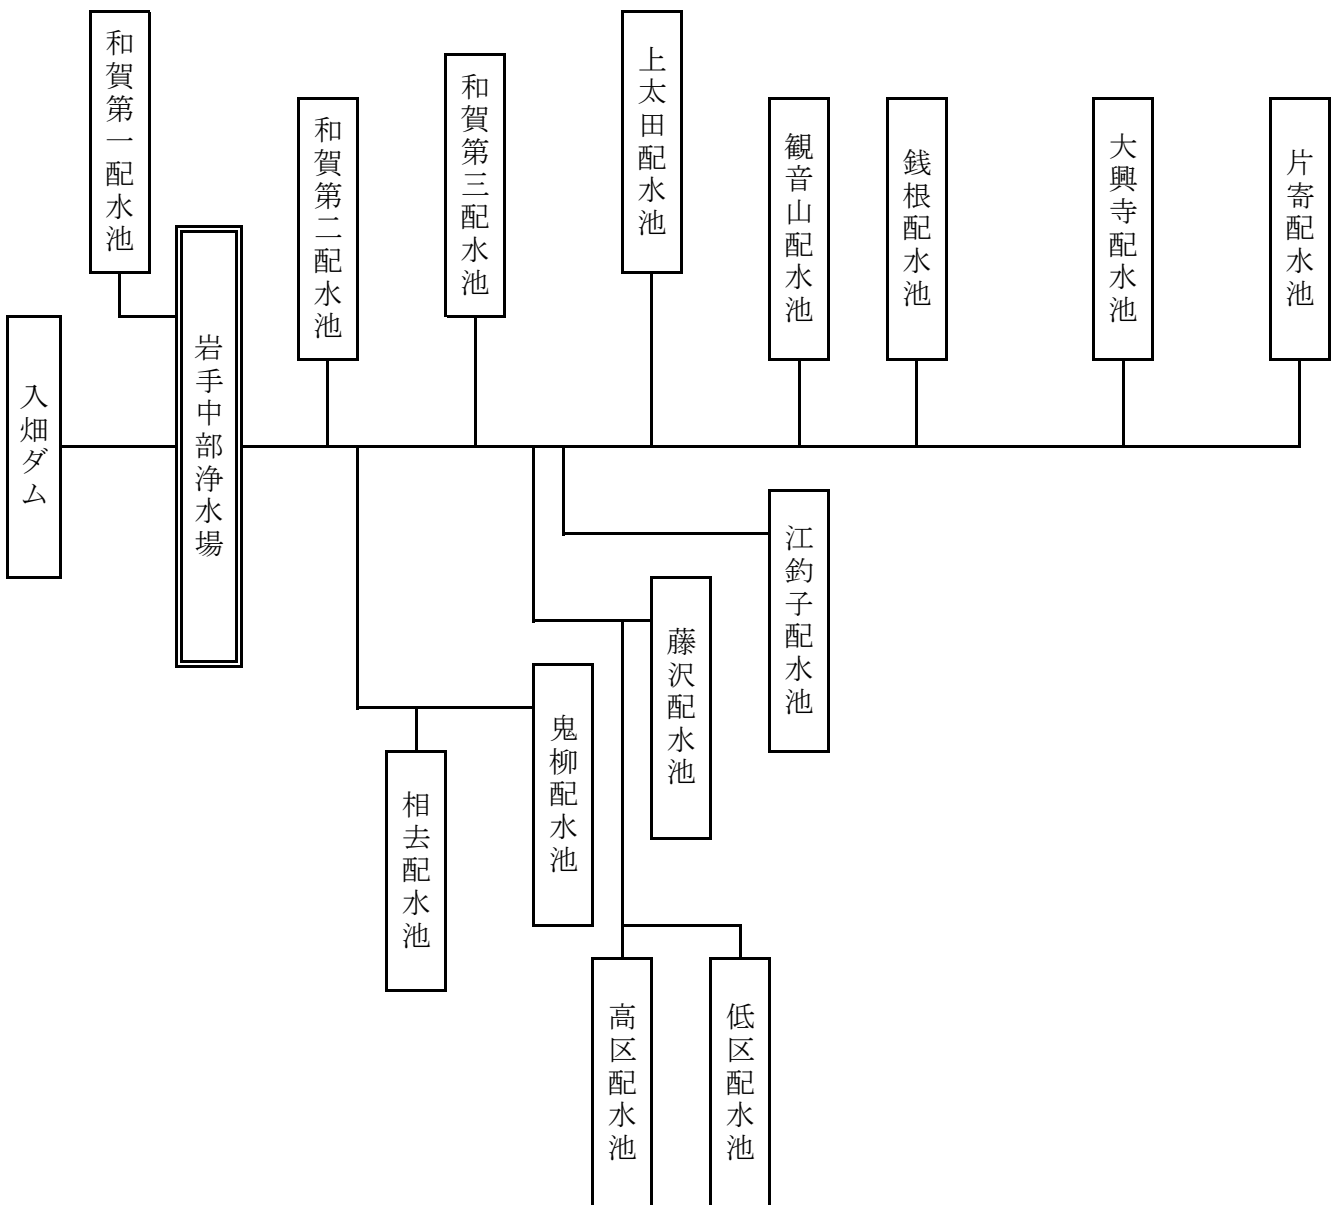 和賀第一配水池
和賀第二配水池
和賀第三配水池
上太田配水池
観音山配水池
銭根配水池
大興寺配水池
片寄配水池
入畑ダム
岩手中部浄水場
江釣子配水池
藤沢配水池
鬼柳配水池
相去配水池
高区配水池
低区配水池